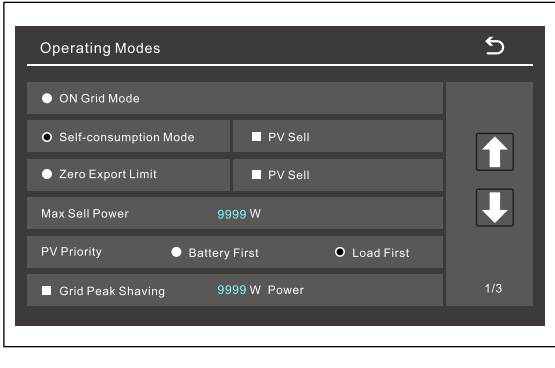 Operating Modes
ON Grid Mode
Self-consumption Mode PV Sell
Zero Export Limit PV Sell
Max Sell Power 9999 W
PV Priority Battery First Load First
Grid Peak Shaving 9999 W Power
1/3